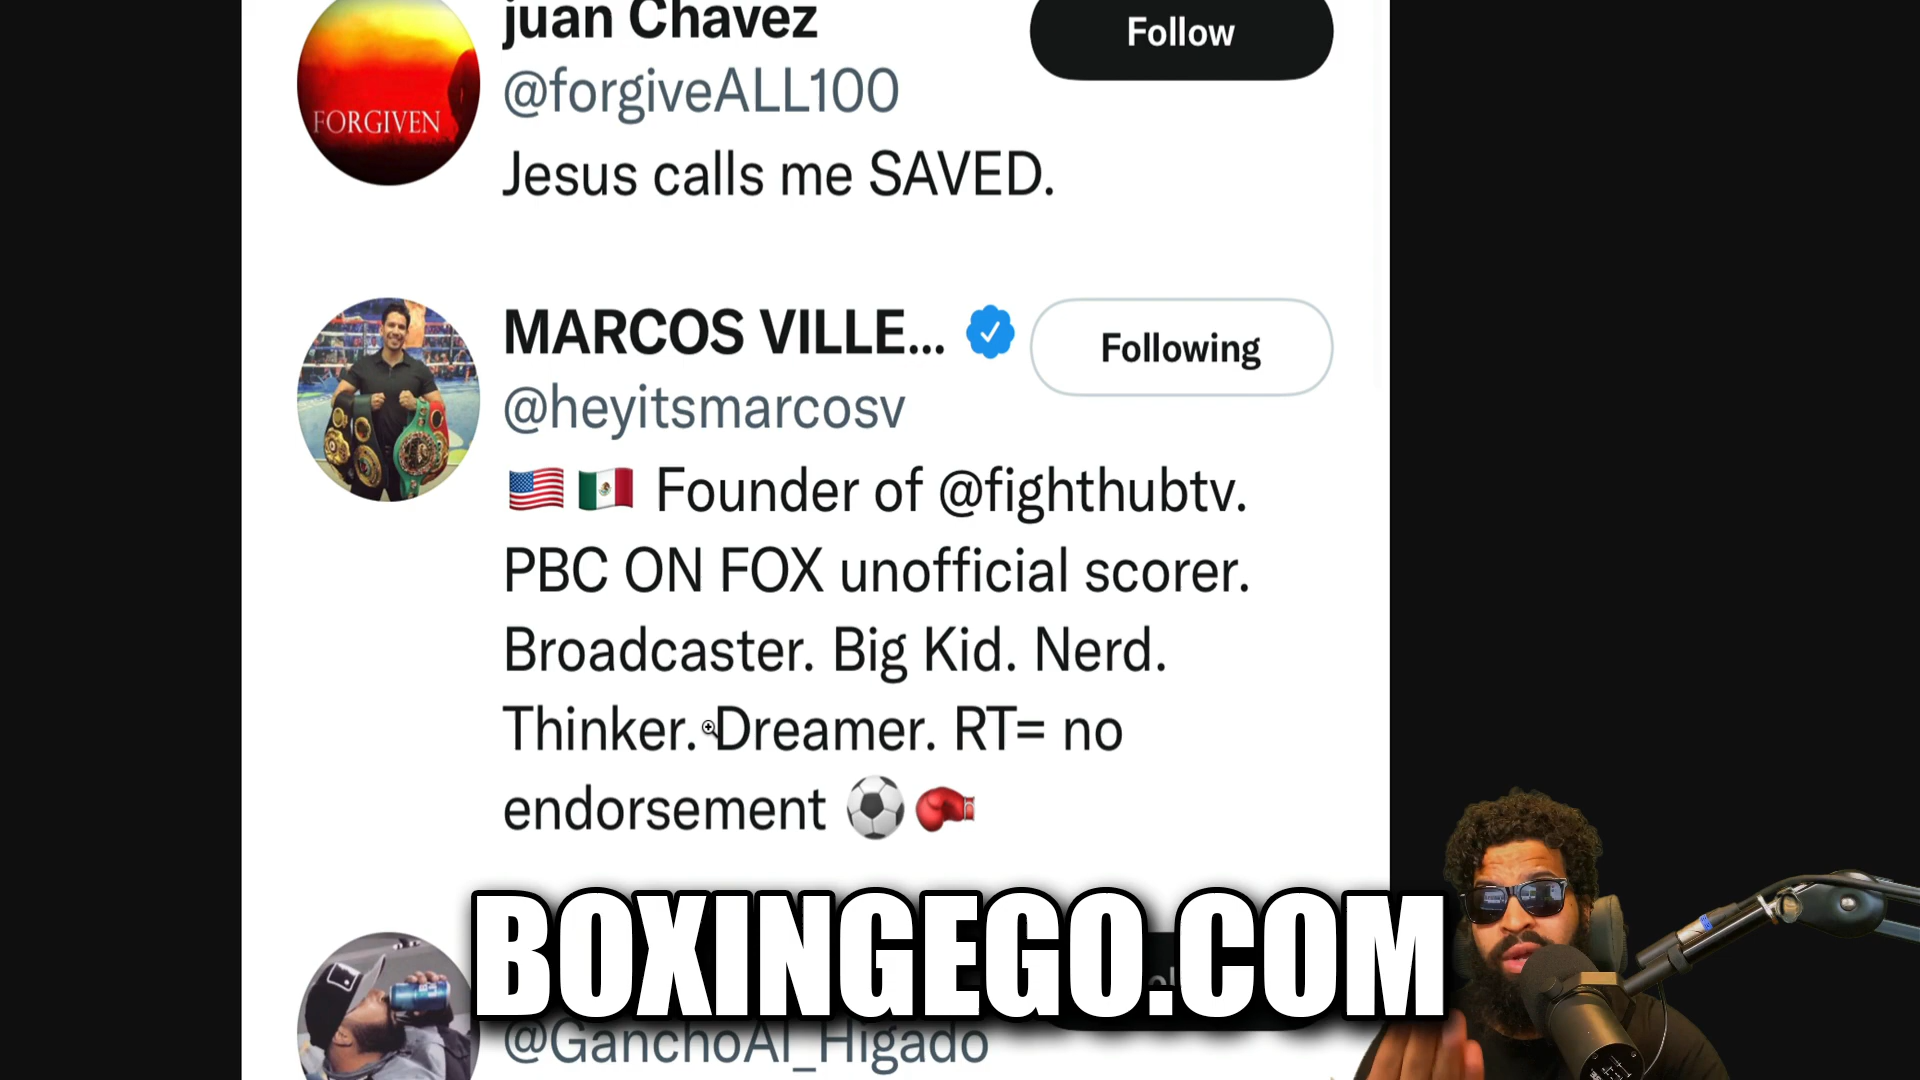 juan Chavez
Follow
@forgiveALL100
FORGIVEN
Jesus calls me SAVED.
MARCOS VILLE...
Following
@heyitsmarcosv
🇺🇸 🇲🇽 Founder of @fighthubtv.
PBC ON FOX unofficial scorer.
Broadcaster. Big Kid. Nerd.
Thinker. Dreamer. RT= no
endorsement ⚽🥊
BOXINGEGO.COM
@GanchoAl_Higado